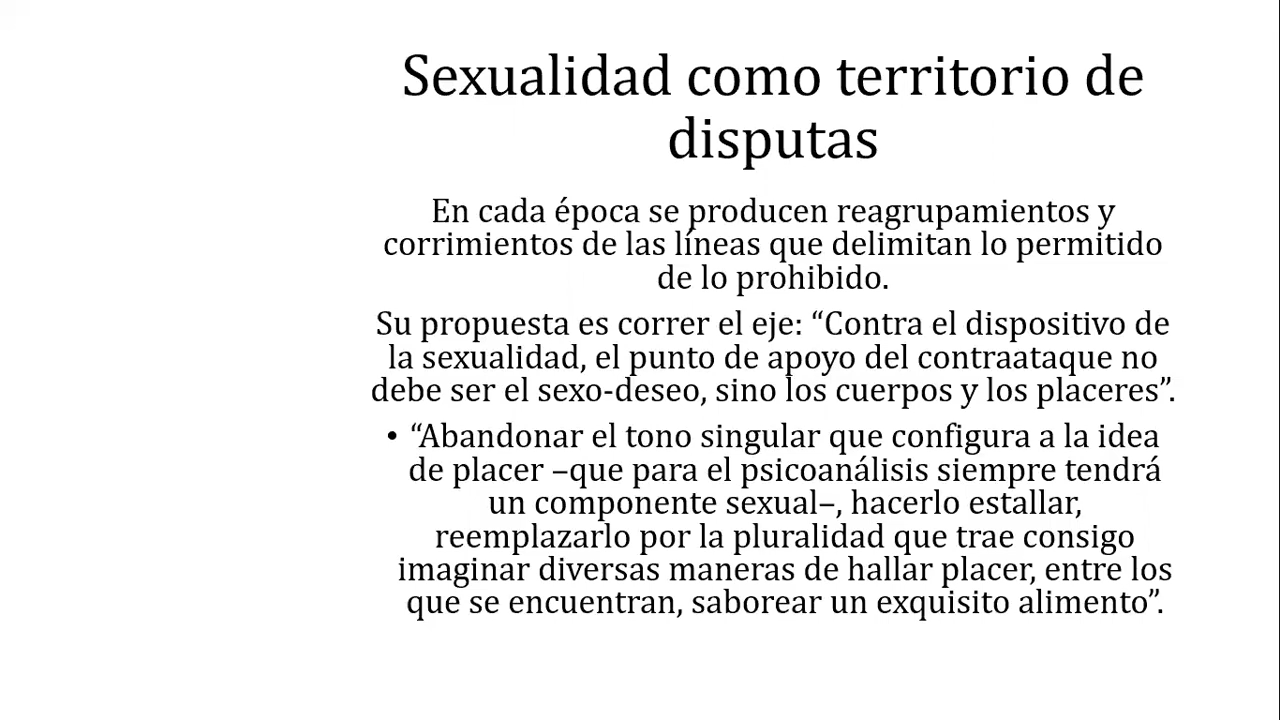 Sexualidad como territorio de
disputas
En cada época se producen reagrupamientos y
corrimientos de las líneas que delimitan lo permitido
de lo prohibido.
Su propuesta es correr el eje: “Contra el dispositivo de
la sexualidad, el punto de apoyo del contraataque no
debe ser el sexo-deseo, sino los cuerpos y los placeres”.
• “Abandonar el tono singular que configura a la idea
de placer –que para el psicoanálisis siempre tendrá
un componente sexual–, hacerlo estallar,
reemplazarlo por la pluralidad que trae consigo
imaginar diversas maneras de hallar placer, entre los
que se encuentran, saborear un exquisito alimento”.